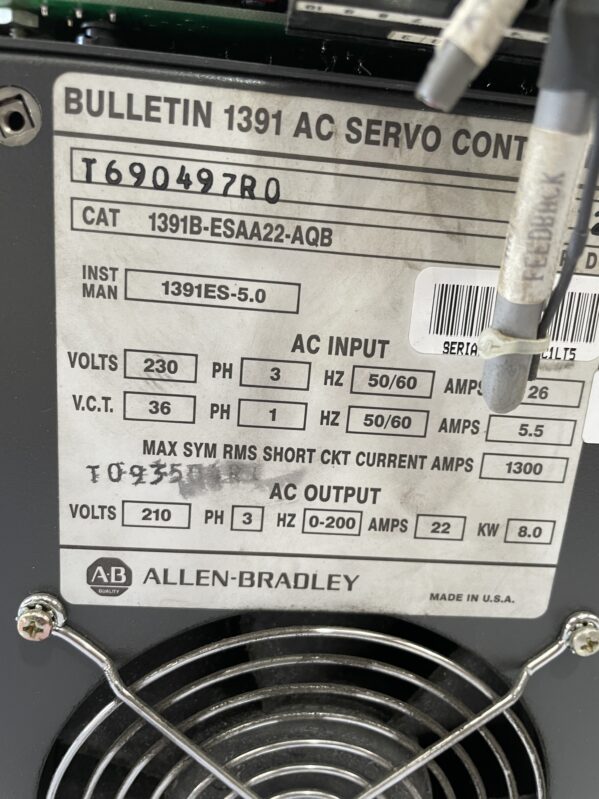 BULLETIN 1391 AC SERVO CONT
T690497R0
CAT 1391B-ESAA22-AQB
FEEDBACK
INST MAN 1391ES-5.0
SERIA C1LT5
AC INPUT
VOLTS 230 PH 3 HZ 50/60 AMPS 26
V.C.T. 36 PH 1 HZ 50/60 AMPS 5.5
MAX SYM RMS SHORT CKT CURRENT AMPS 1300
AC OUTPUT
VOLTS 210 PH 3 HZ 0-200 AMPS 22 KW 8.0
A-B QUALITY ALLEN-BRADLEY MADE IN U.S.A.